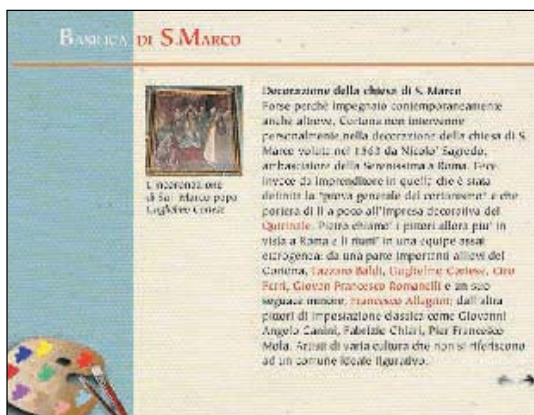 BASILICA DI S.MARCO
Decorazione della chiesa di S. Marco
Forse perchè impegnato contemporaneamente
anche altrove, Cortona non intervenne
personalmente nella decorazione della chiesa di S.
Marco voluta nel 1563 da Nicolo' Sagredo,
ambasciatore della Serenissima a Roma. Fece
invece da imprenditore in quella che è stata
definita la "prova generale del cortonismo" e che
portera di li a poco all'impresa decorativa del
Quirinale. Pietro chiamo' i pittori allora piu' in
vista a Roma e li riuni' in una equipe assai
eterogenea: da una parte importanti allievi del
Cortona, Lazzaro Baldi, Guglielmo Cortese, Ciro
Ferri, Giovan Francesco Romanelli e un suo
seguace minore, Francesco Allegrini; dall'altra
pittori di impostazione classica come Giovanni
Angelo Canini, Fabrizio Chiari, Pier Francesco
Mola. Artisti di varia cultura che non si riferiscono
ad un comune ideale figurativo.
L'incoronazione
di San Marco papa
Guglielmo Cortese